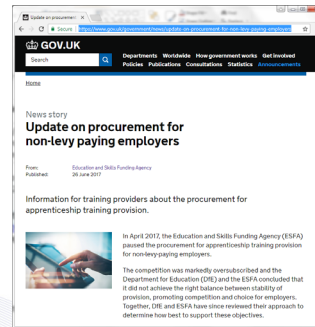 Update on procurem
Secure
https://www.gov.uk/government/news/update-on-procurement-for-non-levy-paying-employers
GOV.UK
Search
Departments Worldwide How government works Get involved
Policies Publications Consultations Statistics Announcements
Home
News story
Update on procurement for
non-levy paying employers
From: Education and Skills Funding Agency
Published: 26 June 2017
Information for training providers about the procurement for
apprenticeship training provision.
In April 2017, the Education and Skills Funding Agency (ESFA)
paused the procurement for apprenticeship training provision
for non-levy-paying employers.
The competition was markedly oversubscribed and the
Department for Education (DfE) and the ESFA concluded that
it did not achieve the right balance between stability of
provision, promoting competition and choice for employers.
Together, DfE and ESFA have since reviewed their approach to
determine how best to support these objectives.